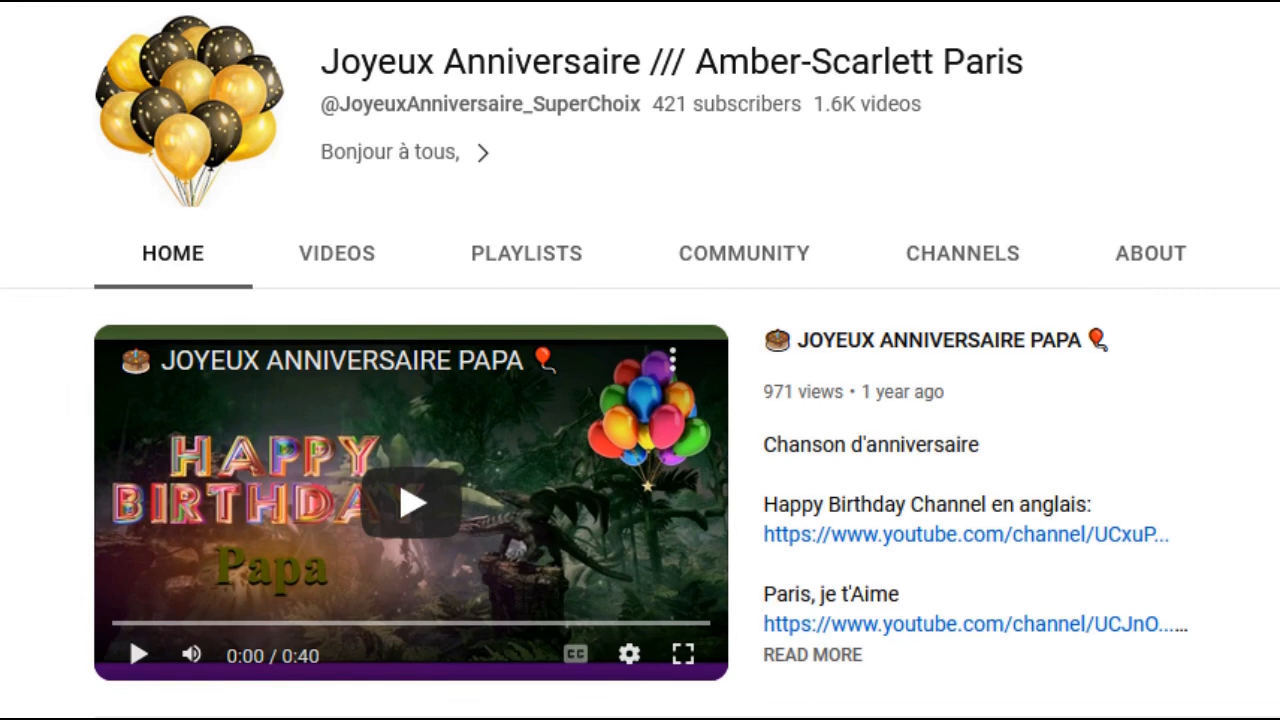 Joyeux Anniversaire /// Amber-Scarlett Paris
@JoyeuxAnniversaire_SuperChoix 421 subscribers 1.6K videos
Bonjour à tous,
HOME VIDEOS PLAYLISTS COMMUNITY CHANNELS ABOUT
🎂 JOYEUX ANNIVERSAIRE PAPA 🎈
HAPPY
BIRTHDAY
Papa
0:00 / 0:40
CC
🎂 JOYEUX ANNIVERSAIRE PAPA 🎈
971 views • 1 year ago
Chanson d'anniversaire
Happy Birthday Channel en anglais:
https://www.youtube.com/channel/UCxuP...
Paris, je t'Aime
https://www.youtube.com/channel/UCJnO......
READ MORE